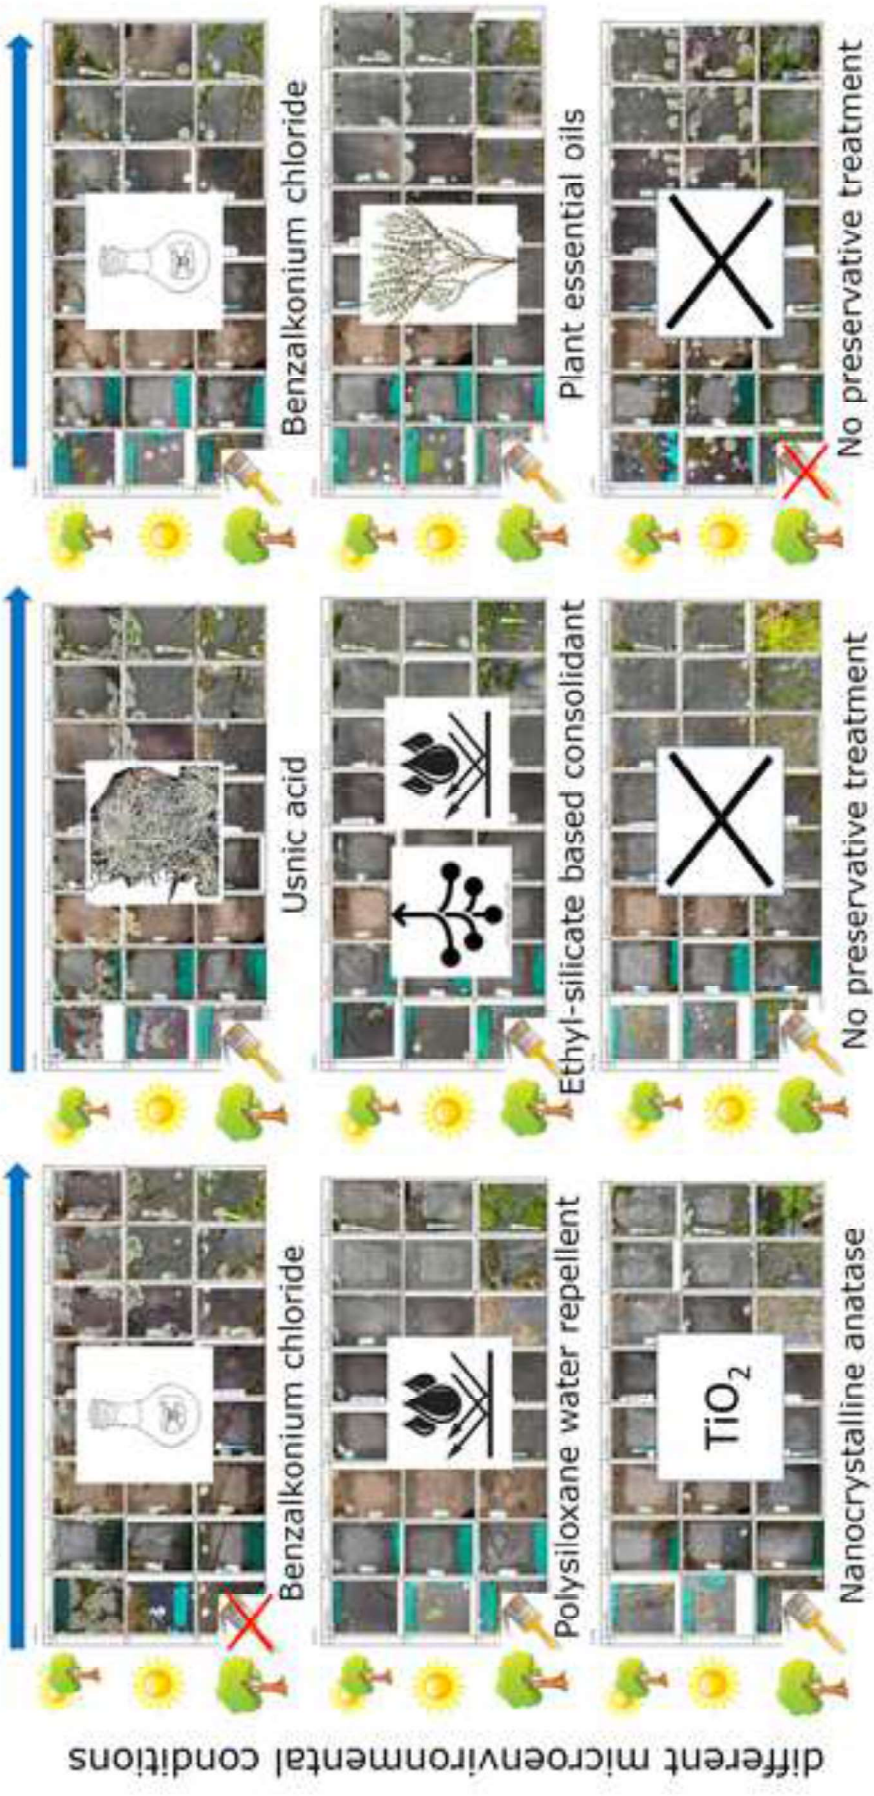 different microenvironmental conditions
Benzalkonium chloride
Usnic acid
Benzalkonium chloride
Polysiloxane water repellent
Ethyl-silicate based consolidant
Plant essential oils
TiO₂
Nanocrystalline anatase
No preservative treatment
No preservative treatment